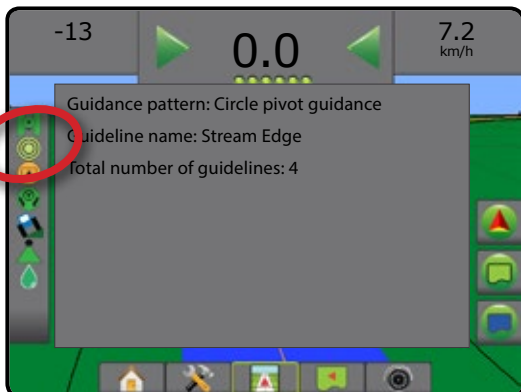 -13
0.0
7.2
km/h
Guidance pattern: Circle pivot guidance
Guideline name: Stream Edge
Total number of guidelines: 4